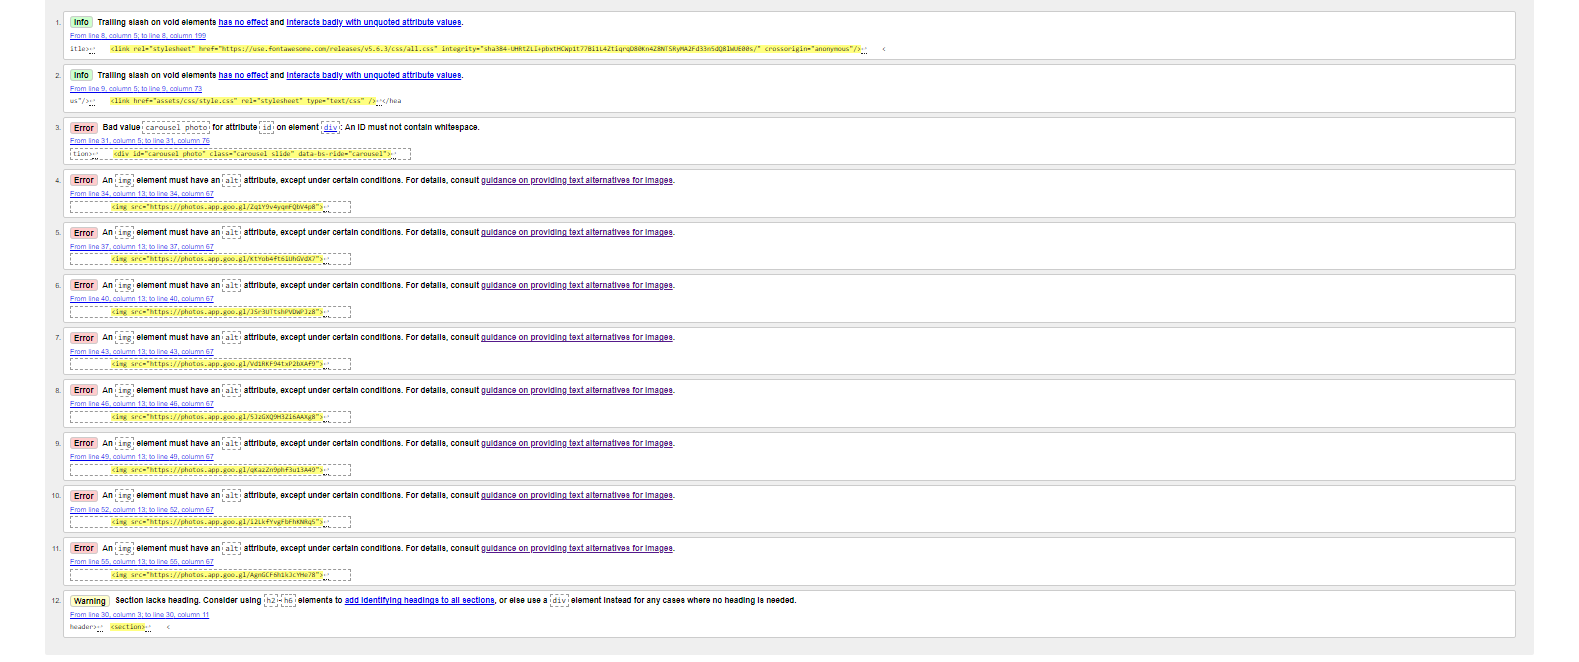 1. Info Trailing slash on void elements has no effect and interacts badly with unquoted attribute values.
From line 8, column 5; to line 8, column 199
itle>↩ <link rel="stylesheet" href="https://use.fontawesome.com/releases/v5.6.3/css/all.css" integrity= crossorigin="anonymous"/>↩ <
2. Info Trailing slash on void elements has no effect and interacts badly with unquoted attribute values.
From line 9, column 5; to line 9, column 73
us"/>↩ <link href="assets/css/style.css" rel="stylesheet" type="text/css" />↩</hea
3. Error Bad value carousel photo for attribute id on element div: An ID must not contain whitespace.
From line 31, column 5; to line 31, column 76
tion>↩ <div id="carousel photo" class="carousel slide" data-bs-ride="carousel">↩
4. Error An img element must have an alt attribute, except under certain conditions. For details, consult guidance on providing text alternatives for images.
From line 34, column 13; to line 34, column 67
<img src="https://photos.app.goo.gl/Zq1Y9v4yqmFQbV4p8">↩
5. Error An img element must have an alt attribute, except under certain conditions. For details, consult guidance on providing text alternatives for images.
From line 37, column 13; to line 37, column 67
<img src="https://photos.app.goo.gl/KtYob4ft6iUhGVdX7">↩
6. Error An img element must have an alt attribute, except under certain conditions. For details, consult guidance on providing text alternatives for images.
From line 40, column 13; to line 40, column 67
<img src="https://photos.app.goo.gl/JSr3UTtshPVDWPJz8">↩
7. Error An img element must have an alt attribute, except under certain conditions. For details, consult guidance on providing text alternatives for images.
From line 43, column 13; to line 43, column 67
<img src="https://photos.app.goo.gl/Vd1RKF94txP2bXAf9">↩
8. Error An img element must have an alt attribute, except under certain conditions. For details, consult guidance on providing text alternatives for images.
From line 46, column 13; to line 46, column 67
<img src="https://photos.app.goo.gl/5JzGXQ9H3Zi6AAXg8">↩
9. Error An img element must have an alt attribute, except under certain conditions. For details, consult guidance on providing text alternatives for images.
From line 49, column 13; to line 49, column 67
<img src="https://photos.app.goo.gl/qKazZn9phf3u13A49">↩
10. Error An img element must have an alt attribute, except under certain conditions. For details, consult guidance on providing text alternatives for images.
From line 52, column 13; to line 52, column 67
<img src="https://photos.app.goo.gl/i2LkfYvgFbFhKNRq5">↩
11. Error An img element must have an alt attribute, except under certain conditions. For details, consult guidance on providing text alternatives for images.
From line 55, column 13; to line 55, column 67
<img src="https://photos.app.goo.gl/AgnGCF6h1kJcYHe78">↩
12. Warning Section lacks heading. Consider using h2-h6 elements to add identifying headings to all sections, or else use a div element instead for any cases where no heading is needed.
From line 30, column 3; to line 30, column 11
header>↩ <section>↩ <